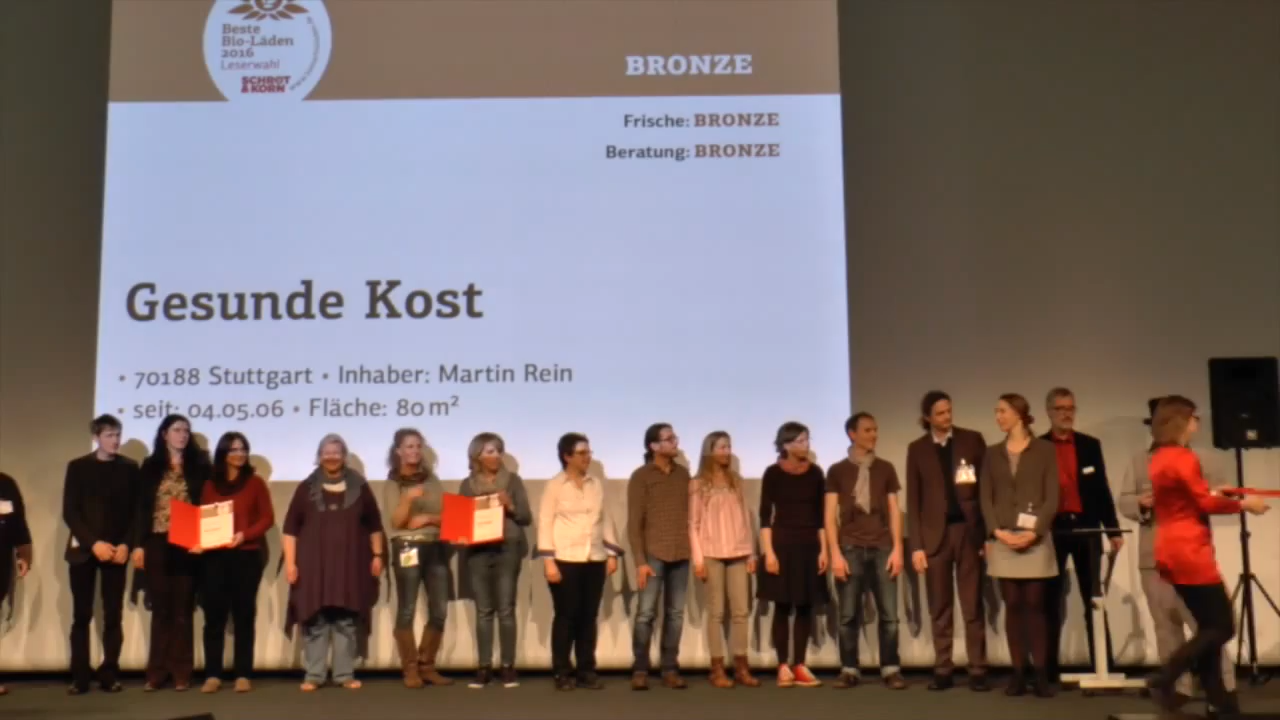 Beste
Bio-Läden
2016
Leserwahl
SCHROT
& KORN
BRONZE
Frische: BRONZE
Beratung: BRONZE
Gesunde Kost
• 70188 Stuttgart • Inhaber: Martin Rein
• seit: 04.05.06 • Fläche: 80 m²